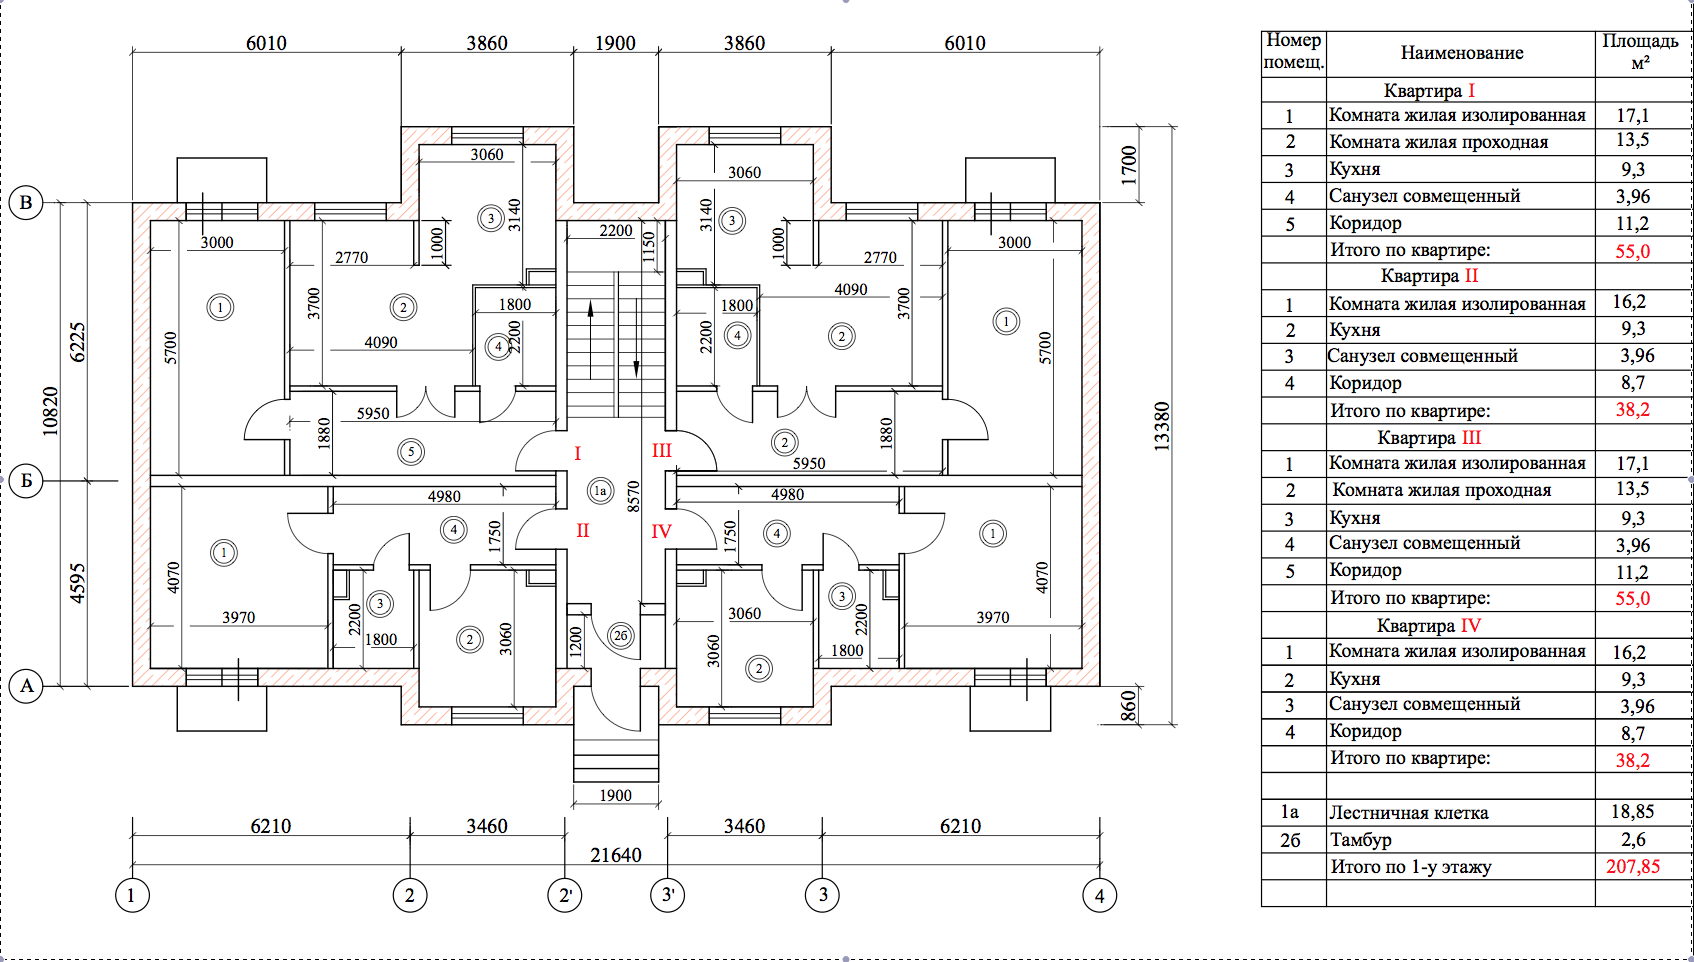 6010 3860 1900 3860 6010
3060
3060
1700
В
3
3140
3140
3
2200
1150
3000
1000
1000
3000
2770
2770
1
3700
2
4090
3700
1
1800
1800
6225
5700
2200
4
2200
4
2
5700
4090
10820
5950
1880
5
1880
2
5950
13380
I
III
Б
1а
8570
4980
4980
II
IV
4
1750
1750
4
1
1
4070
4070
4595
3
2200
1800
3970
2
3060
1200
2б
3060
3060
2
3
2200
1800
3970
А
860
1900
6210 3460 3460 6210
21640
1 2 2' 3' 3 4
Номер помещ. Наименование Площадь м²
Квартира I
1 Комната жилая изолированная 17,1
2 Комната жилая проходная 13,5
3 Кухня 9,3
4 Санузел совмещенный 3,96
5 Коридор 11,2
Итого по квартире: 55,0
Квартира II
1 Комната жилая изолированная 16,2
2 Кухня 9,3
3 Санузел совмещенный 3,96
4 Коридор 8,7
Итого по квартире: 38,2
Квартира III
1 Комната жилая изолированная 17,1
2 Комната жилая проходная 13,5
3 Кухня 9,3
4 Санузел совмещенный 3,96
5 Коридор 11,2
Итого по квартире: 55,0
Квартира IV
1 Комната жилая изолированная 16,2
2 Кухня 9,3
3 Санузел совмещенный 3,96
4 Коридор 8,7
Итого по квартире: 38,2
1а Лестничная клетка 18,85
2б Тамбур 2,6
Итого по 1-у этажу 207,85